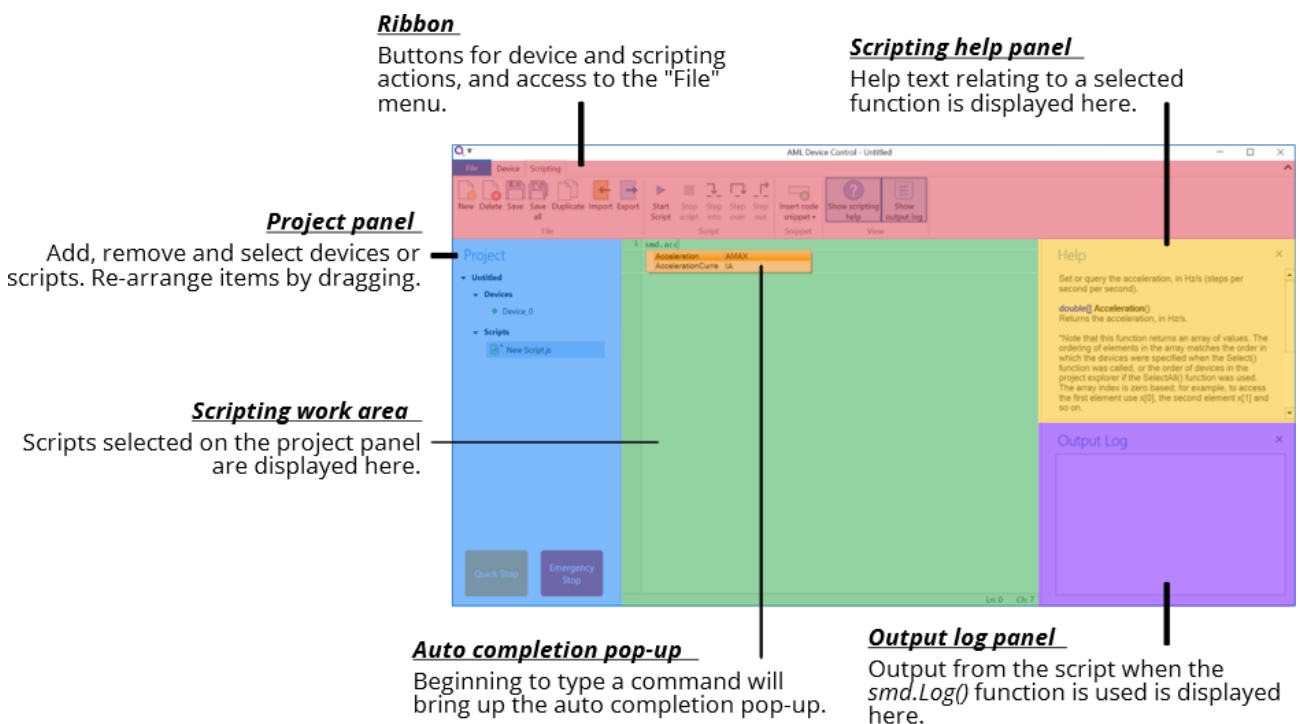 Ribbon
Buttons for device and scripting
actions, and access to the "File"
menu.
Scripting help panel
Help text relating to a selected
function is displayed here.
AML Device Control - Untitled
File Device Scripting
New Delete Save Save all Duplicate Import Export Start Script Stop script Step into Step over Step out Insert code snippet Show scripting help Show output log
File Script Snippet View
Project panel
Add, remove and select devices or
scripts. Re-arrange items by dragging.
Project
Untitled
Devices
Device_0
Scripts
New Script.js
Quick Stop
Emergency
Stop
1 smd.acc
Acceleration AMAX
AccelerationCurre IA
Ln: 0 Ch: 7
Help
Set or query the acceleration, in Hz/s (steps per
second per second).
double[] Acceleration()
Returns the acceleration, in Hz/s.
*Note that this function returns an array of values. The
ordering of elements in the array matches the order in
which the devices were specified when the Select()
function was called, or the order of devices in the
project explorer if the SelectAll() function was used.
The array index is zero based; for example, to access
the first element use x[0], the second element x[1] and
so on.
Output Log
Scripting work area
Scripts selected on the project panel
are displayed here.
Auto completion pop-up
Beginning to type a command will
bring up the auto completion pop-up.
Output log panel
Output from the script when the
smd.Log() function is used is displayed
here.